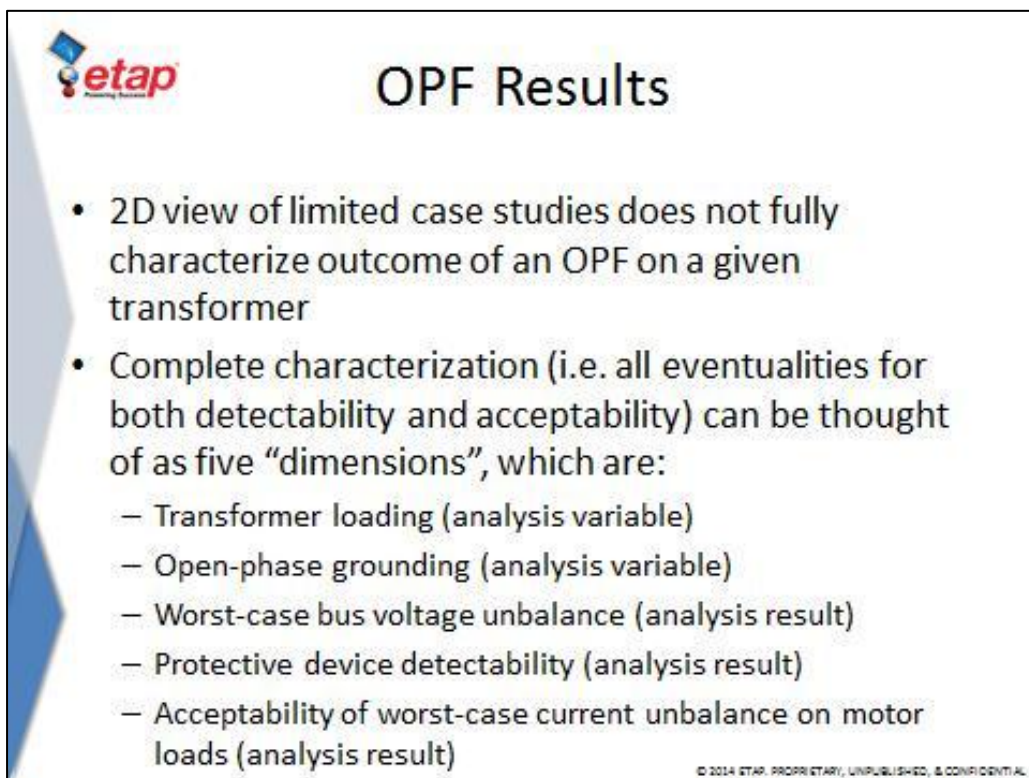 etap
Powering Success
OPF Results
• 2D view of limited case studies does not fully
characterize outcome of an OPF on a given
transformer
• Complete characterization (i.e. all eventualities for
both detectability and acceptability) can be thought
of as five “dimensions”, which are:
– Transformer loading (analysis variable)
– Open-phase grounding (analysis variable)
– Worst-case bus voltage unbalance (analysis result)
– Protective device detectability (analysis result)
– Acceptability of worst-case current unbalance on motor
loads (analysis result)
© 2014 ETAP. PROPRIETARY, UNPUBLISHED, & CONFIDENTIAL